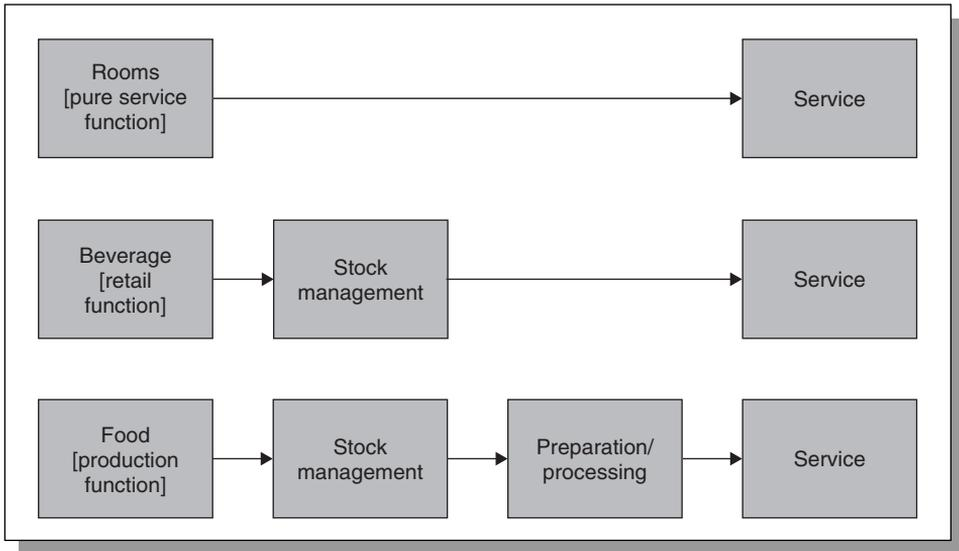 Rooms
[pure service
function]
Service
Beverage
[retail
function]
Stock
management
Service
Food
[production
function]
Stock
management
Preparation/
processing
Service